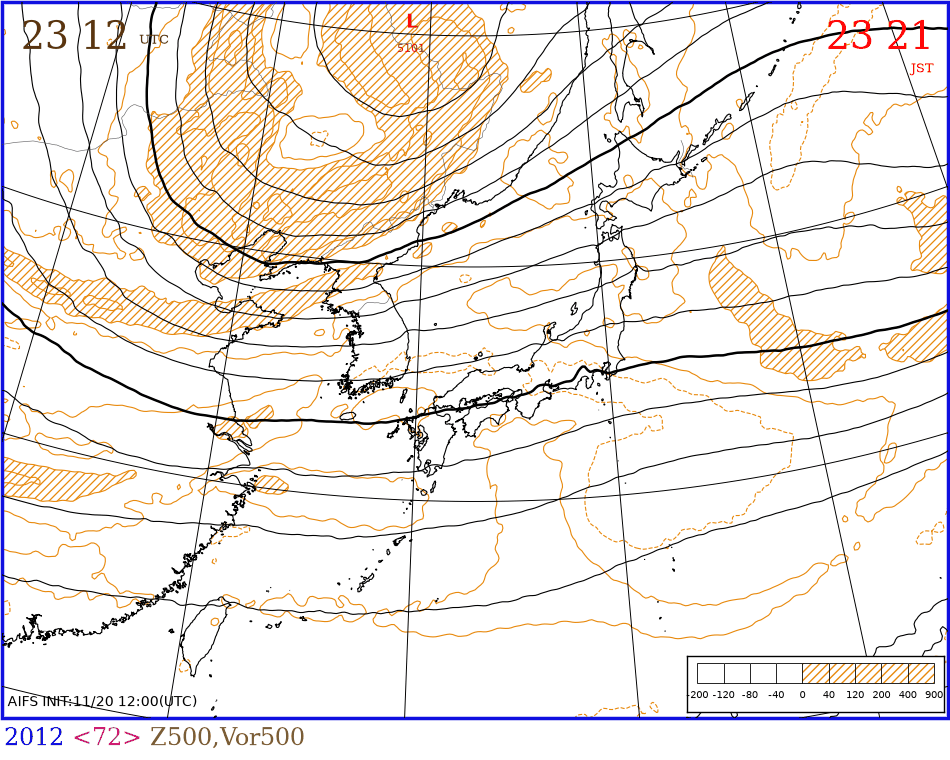 23 12 UTC
23 21
JST
L
5101
-200 -120 -80 -40 0 40 120 200 400 900
AIFS INIT:11/20 12:00(UTC)
2012 <72> Z500,Vor500